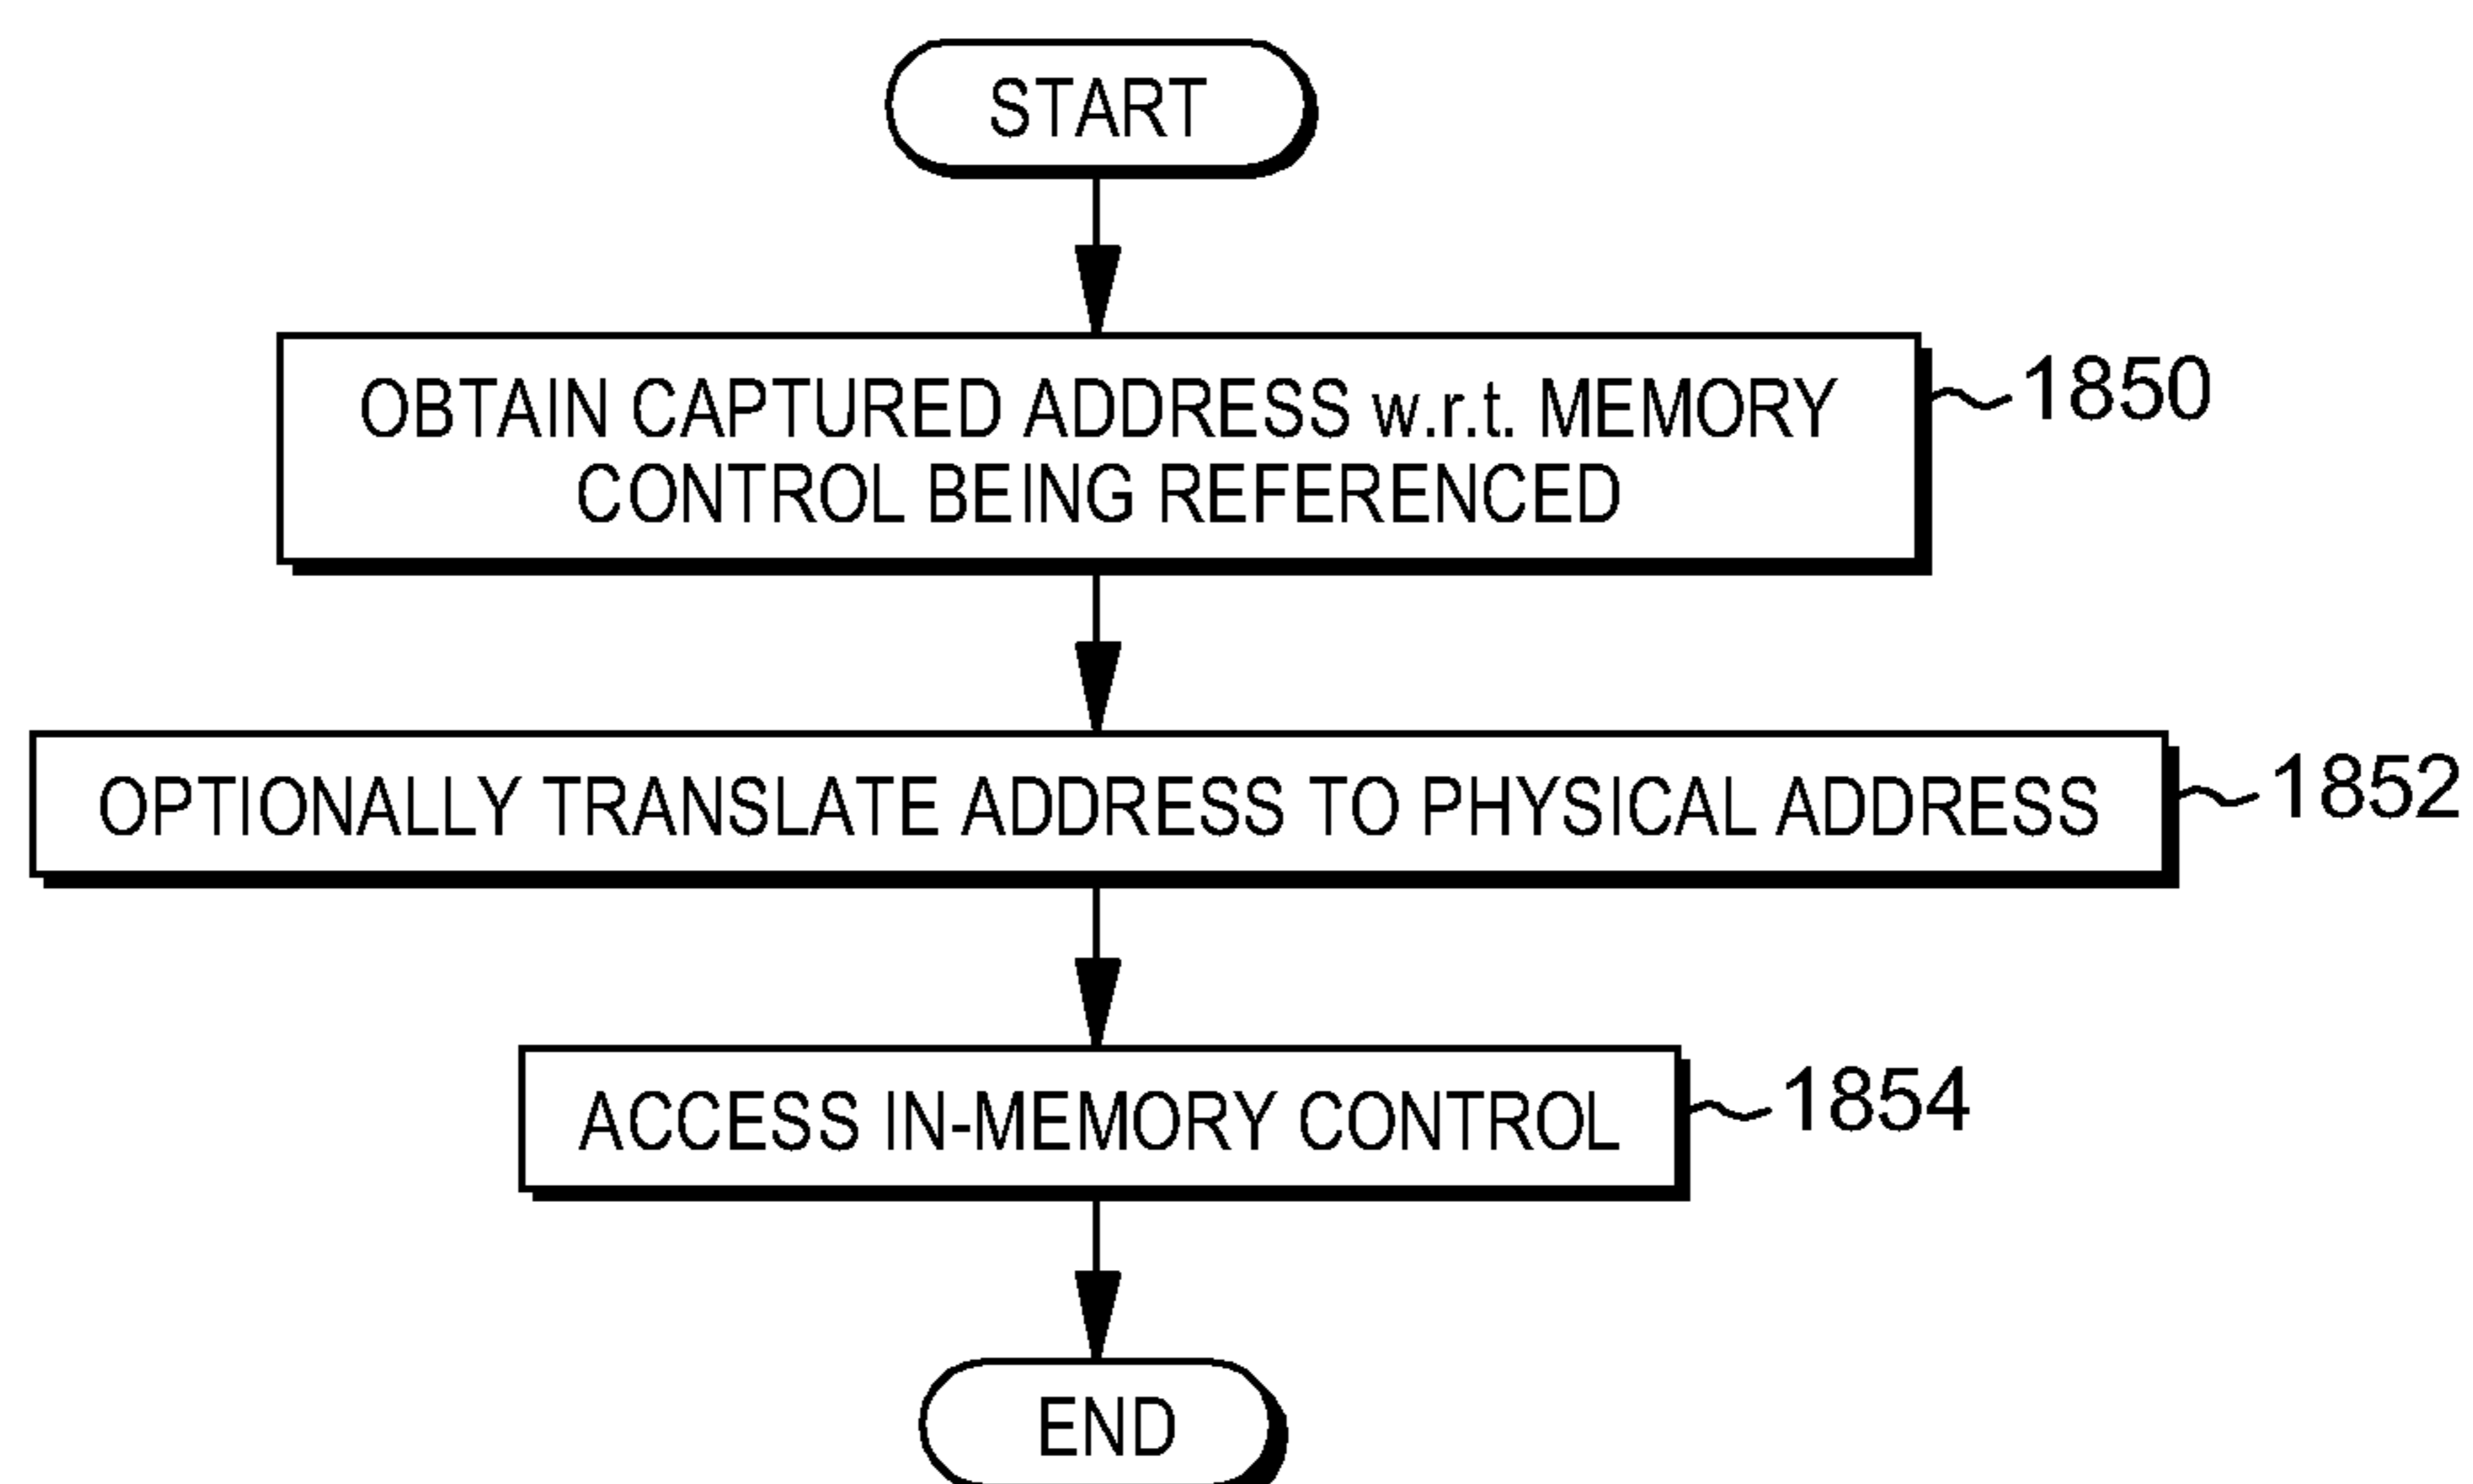 START
OBTAIN CAPTURED ADDRESS w.r.t. MEMORY
CONTROL BEING REFERENCED
1850
OPTIONALLY TRANSLATE ADDRESS TO PHYSICAL ADDRESS
1852
ACCESS IN-MEMORY CONTROL
1854
END